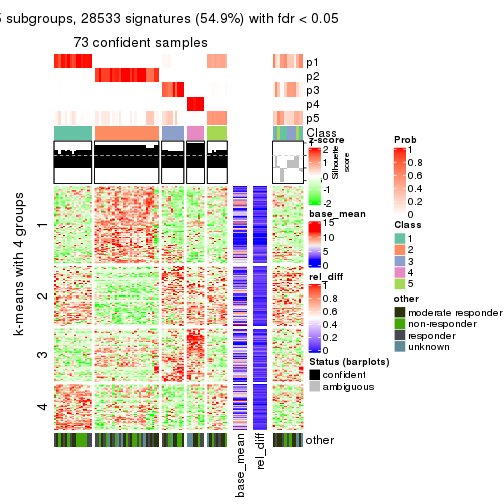 5 subgroups, 28533 signatures (54.9%) with fdr < 0.05
73 confident samples
p1
p2
p3
p4
p5
Class
k-means with 4 groups
1
2
3
4
base_mean
rel_diff
other
z-score
2
1
0
-1
-2
Silhouette
score
base_mean
15
10
5
0
rel_diff
1
0.8
0.6
0.4
0.2
0
Status (barplots)
confident
ambiguous
Prob
1
0.8
0.6
0.4
0.2
0
Class
1
2
3
4
5
other
moderate responder
non-responder
responder
unknown